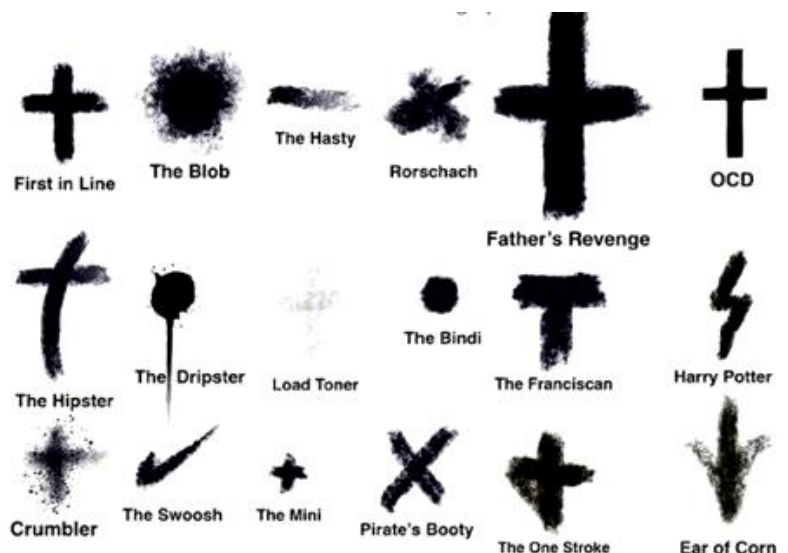 First in Line
The Blob
The Hasty
Rorschach
Father's Revenge
OCD
The Hipster
The Dripster
Load Toner
The Bindi
The Franciscan
Harry Potter
Crumbler
The Swoosh
The Mini
Pirate's Booty
The One Stroke
Ear of Corn